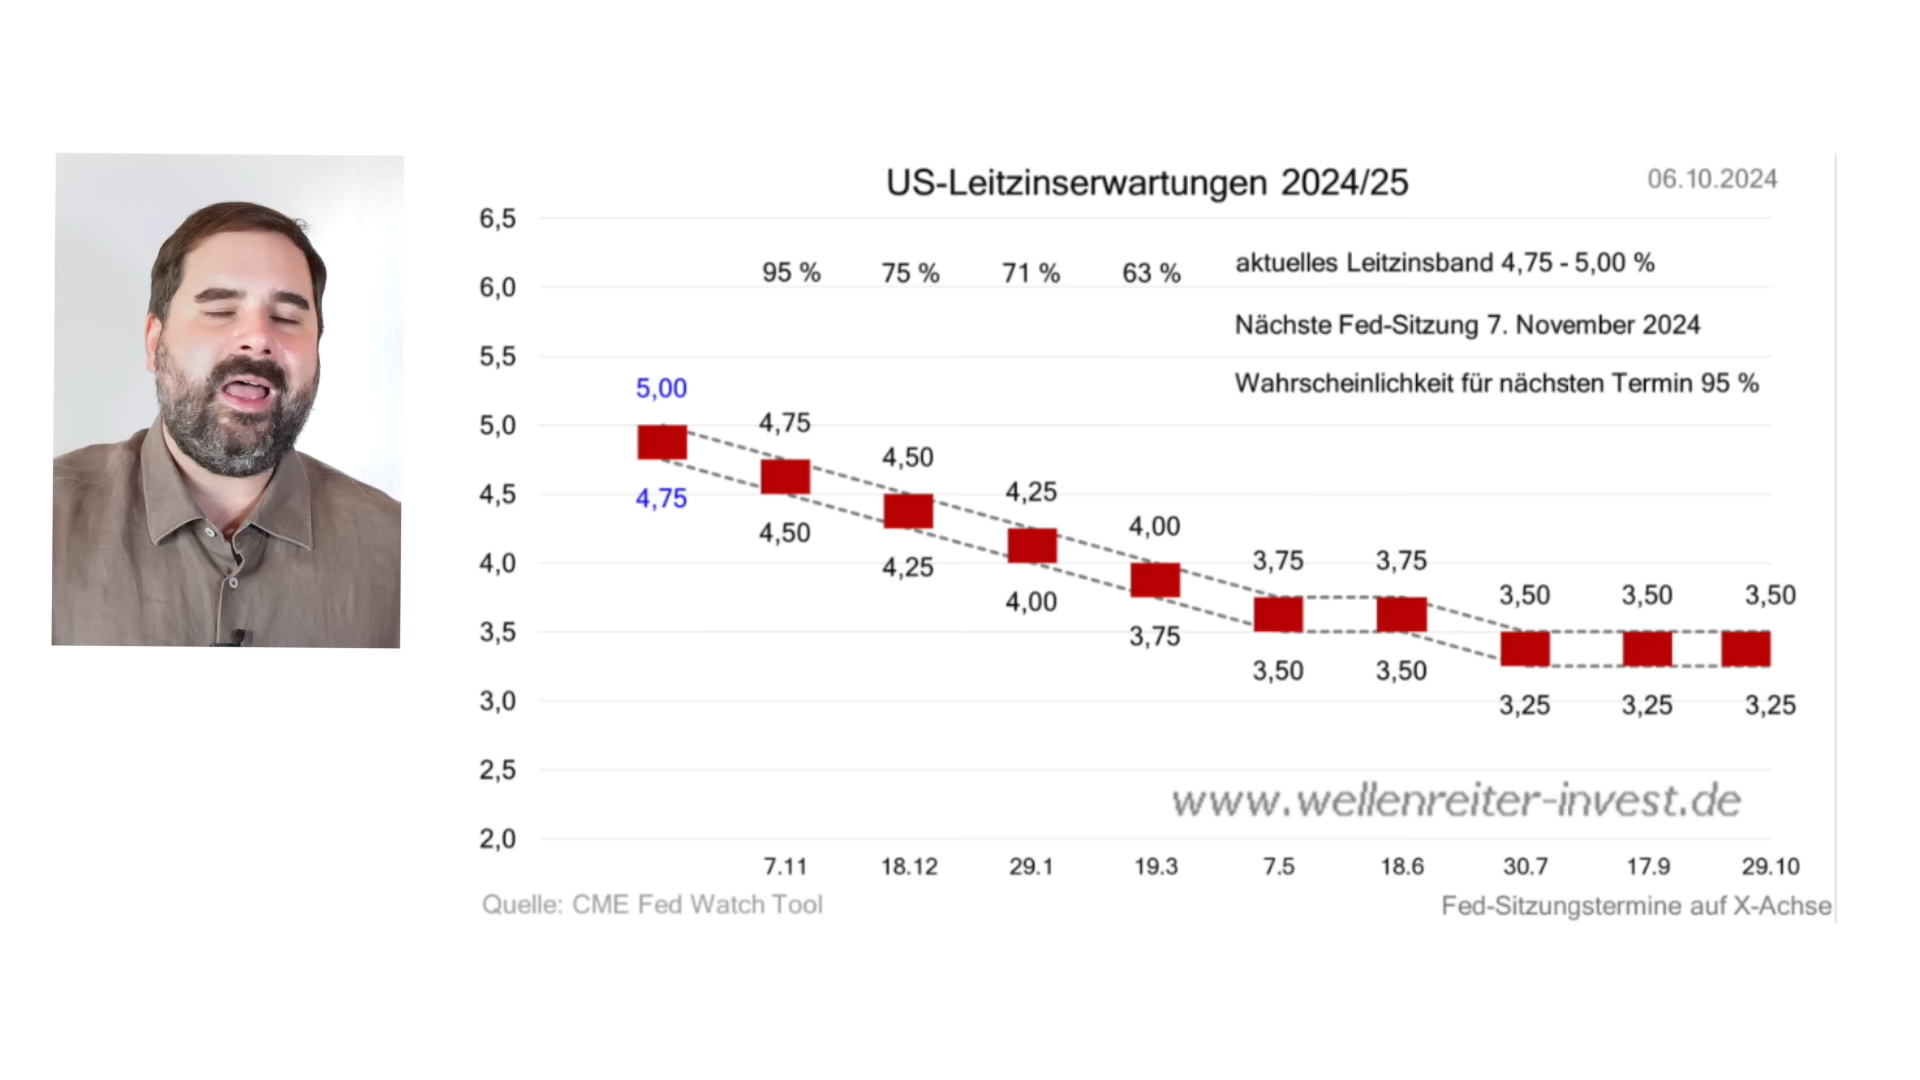 US-Leitzinserwartungen 2024/25
06.10.2024
6,5
95 % 75 % 71 % 63 %
aktuelles Leitzinsband 4,75 - 5,00 %
6,0
Nächste Fed-Sitzung 7. November 2024
5,5
Wahrscheinlichkeit für nächsten Termin 95 %
5,00 4,75 4,50 4,25 4,00 3,75 3,75 3,50 3,50 3,50
5,0
4,5
4,75 4,50 4,25 4,00 3,75 3,50 3,50 3,25 3,25 3,25
4,0
3,5
3,0
2,5
www.wellenreiter-invest.de
2,0
7.11 18.12 29.1 19.3 7.5 18.6 30.7 17.9 29.10
Quelle: CME Fed Watch Tool
Fed-Sitzungstermine auf X-Achse